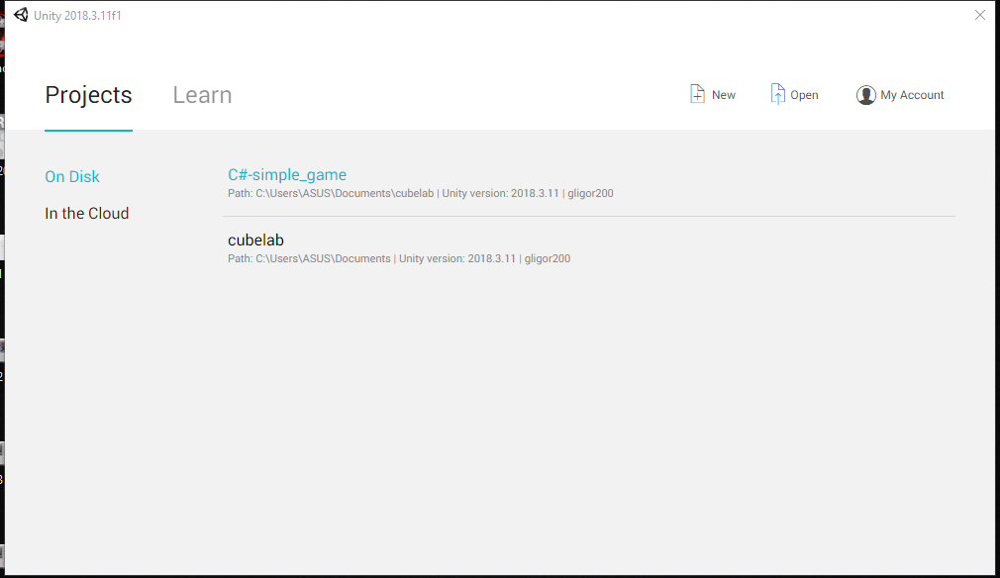 Unity 2018.3.11f1
Projects
Learn
New
Open
My Account
On Disk
In the Cloud
C#-simple_game
Path: C:\Users\ASUS\Documents\cubelab | Unity version: 2018.3.11 | gligor200
cubelab
Path: C:\Users\ASUS\Documents | Unity version: 2018.3.11 | gligor200